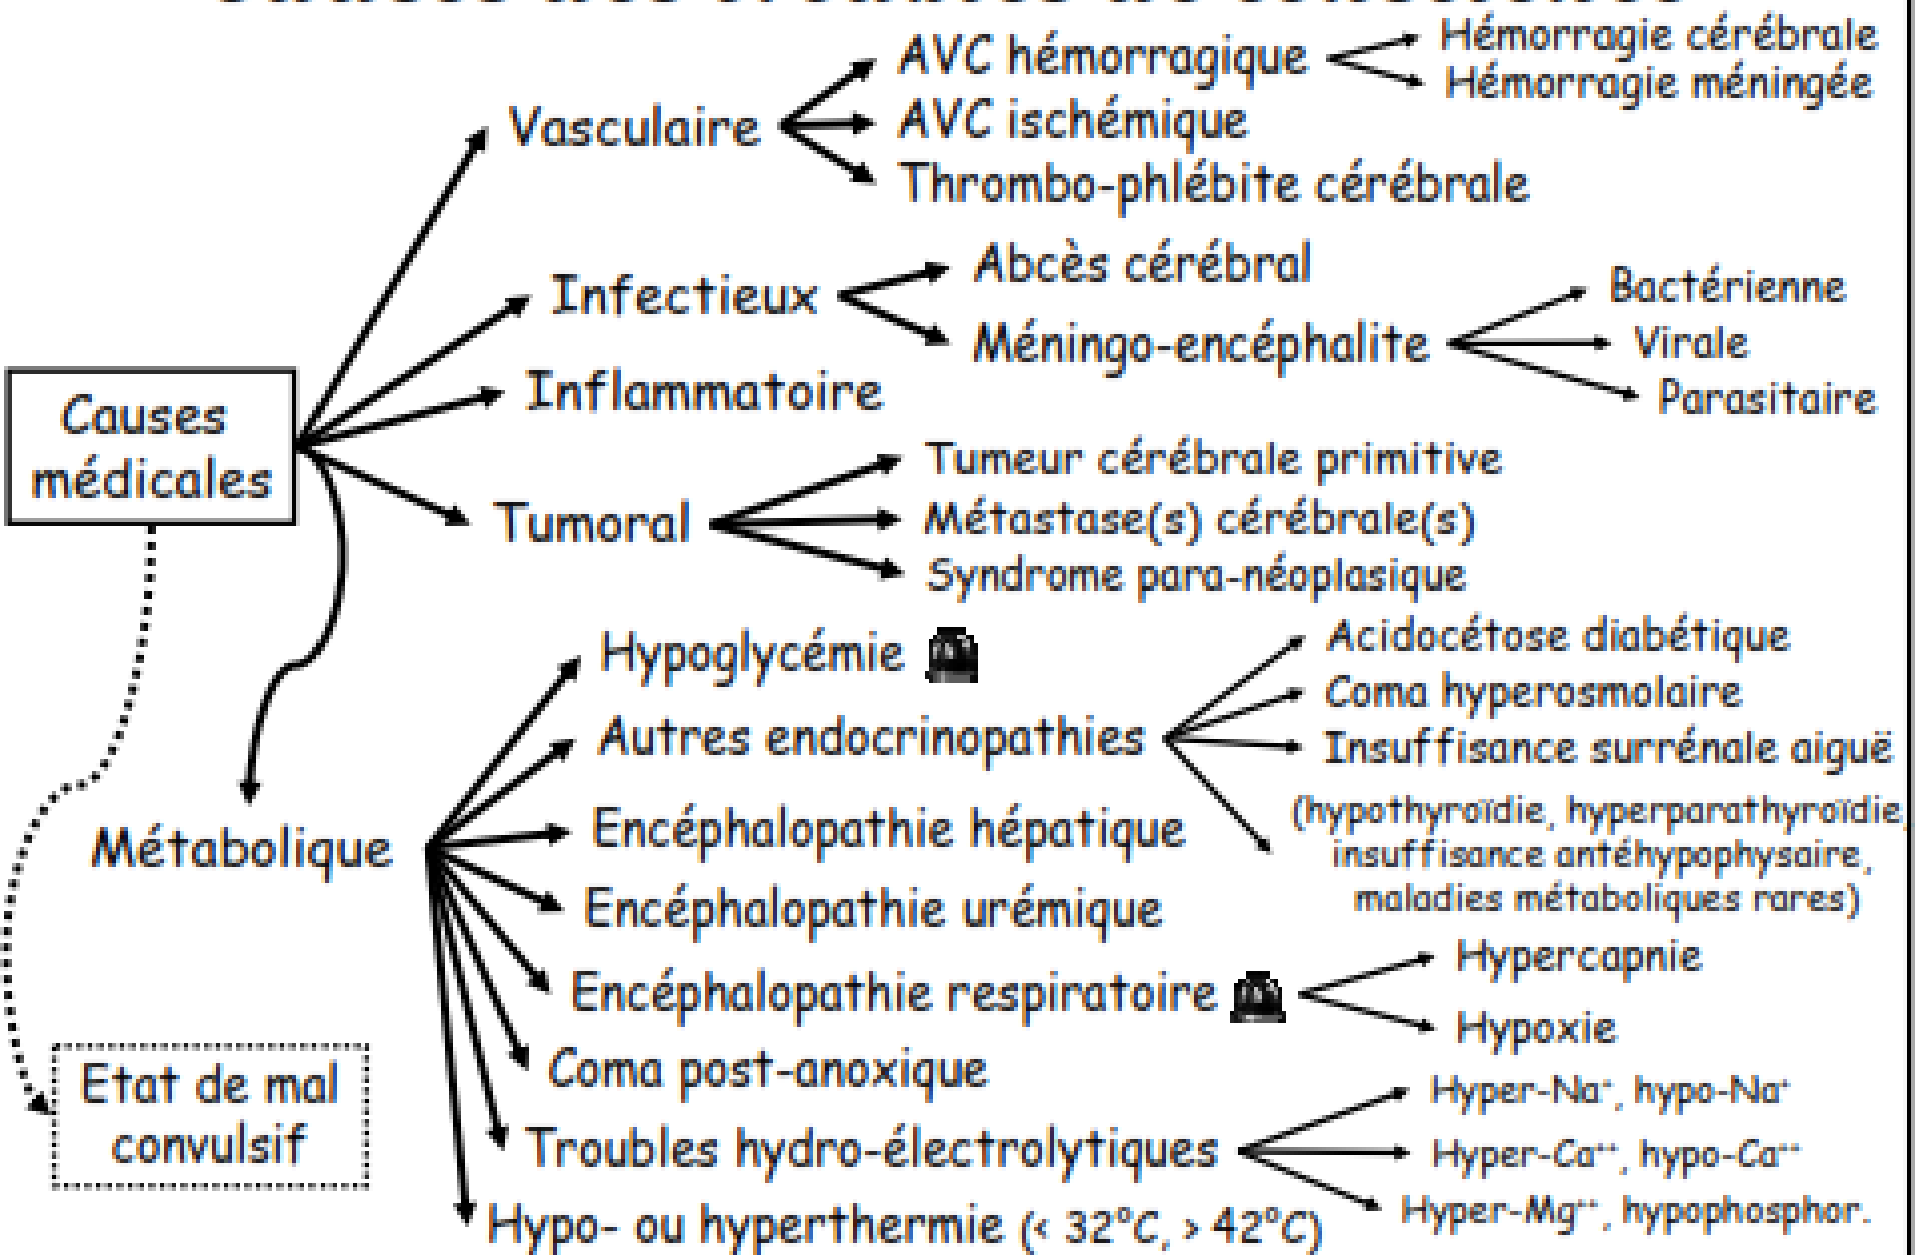 AVC hémorragique
Hémorragie cérébrale
Hémorragie méningée
Vasculaire
AVC ischémique
Thrombo-phlébite cérébrale
Infectieux
Abcès cérébral
Méningo-encéphalite
Bactérienne
Virale
Parasitaire
Inflammatoire
Causes
médicales
Tumoral
Tumeur cérébrale primitive
Métastase(s) cérébrale(s)
Syndrome para-néoplasique
Métabolique
Hypoglycémie
Autres endocrinopathies
Acidocétose diabétique
Coma hyperosmolaire
Insuffisance surrénale aiguë
(hypothyroïdie, hyperparathyroïdie,
insuffisance antéhypophysaire,
maladies métaboliques rares)
Encéphalopathie hépatique
Encéphalopathie urémique
Encéphalopathie respiratoire
Hypercapnie
Hypoxie
Coma post-anoxique
Troubles hydro-électrolytiques
Hyper-Na⁺, hypo-Na⁺
Hyper-Ca⁺⁺, hypo-Ca⁺⁺
Hyper-Mg⁺⁺, hypophosphor.
Hypo- ou hyperthermie (< 32°C, > 42°C)
Etat de mal
convulsif